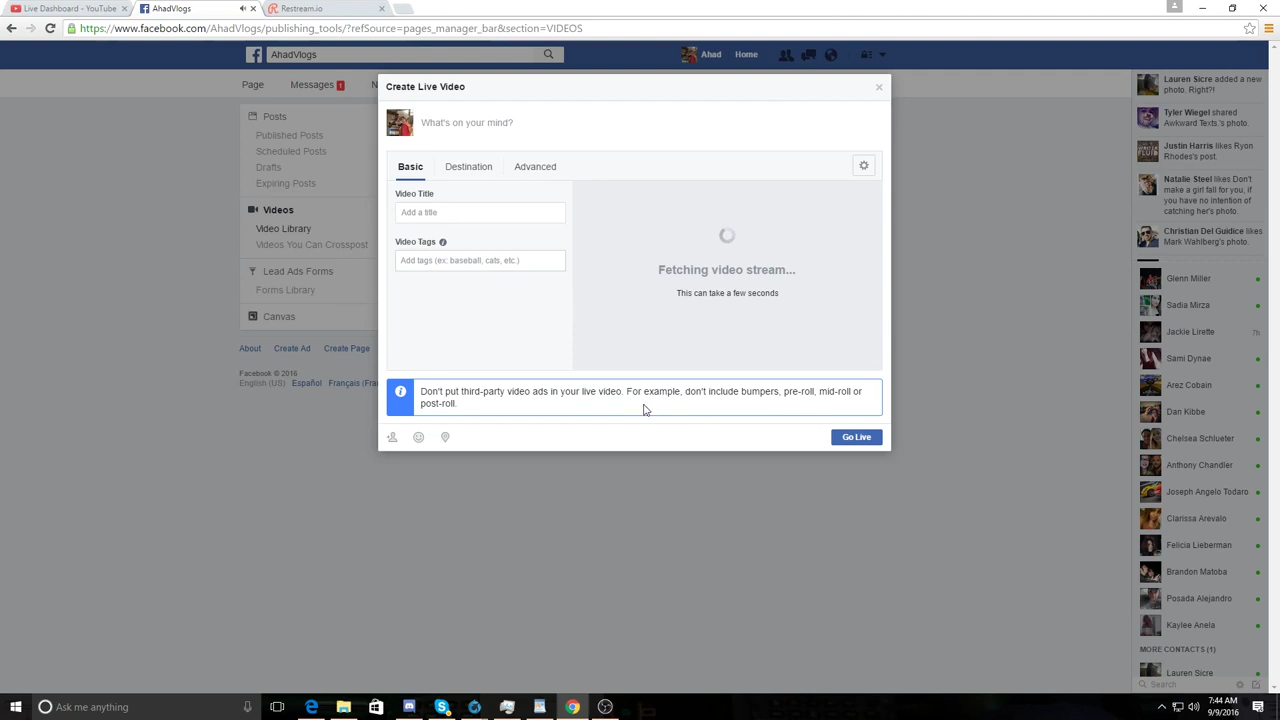 Live Dashboard - YouTube
AhadVlogs
Restream.io
https://www.facebook.com/AhadVlogs/publishing_tools/?refSource=pages_manager_bar&section=VIDEOS
AhadVlogs
Ahad
Home
Page
Messages
1
N
Posts
Published Posts
Scheduled Posts
Drafts
Expiring Posts
Videos
Video Library
Videos You Can Crosspost
Lead Ads Forms
Forms Library
Canvas
About Create Ad Create Page
Facebook © 2016
English (US) Español Français (Fran
Create Live Video
What's on your mind?
Basic Destination Advanced
Video Title
Add a title
Video Tags
Add tags (ex: baseball, cats, etc.)
Fetching video stream...
This can take a few seconds
Don't put third-party video ads in your live video. For example, don't include bumpers, pre-roll, mid-roll or
post-roll.
Go Live
Lauren Sicre added a new
photo. Right?!
Tyler Wiegel shared
Awkward Texts.'s photo.
Justin Harris likes Ryon
Rhodes's post.
Natalie Steel likes Don't
make a girl fall for you, if
you have no intention of
catching her's photo.
Christian Del Guidice likes
Mark Wahlberg's photo.
Glenn Miller
Sadia Mirza
Jackie Lirette
7h
Sami Dynae
Arez Cobain
Dan Kibbe
Chelsea Schlueter
Anthony Chandler
Joseph Angelo Todaro
Clarissa Arevalo
Felicia Lieberman
Brandon Matoba
Posada Alejandro
Kaylee Anela
MORE CONTACTS (1)
Lauren Sicre
Search
Ask me anything
7:44 AM
9/9/2016